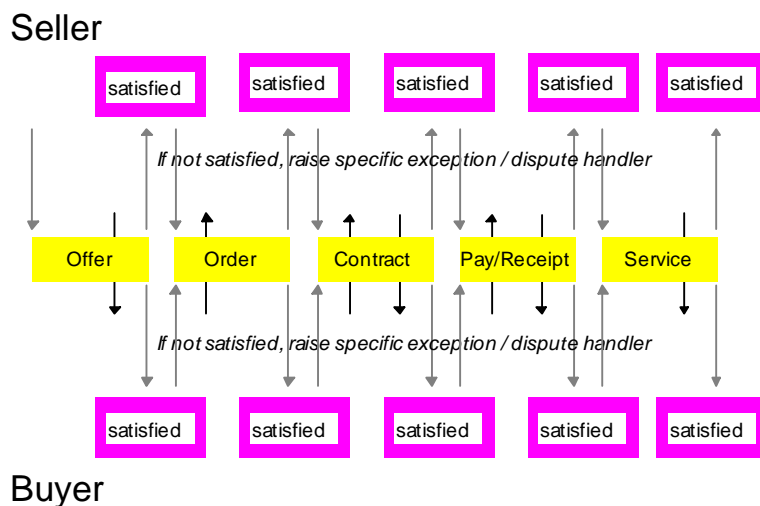 Seller
satisfied satisfied satisfied satisfied satisfied
If not satisfied, raise specific exception / dispute handler
Offer Order Contract Pay/Receipt Service
If not satisfied, raise specific exception / dispute handler
satisfied satisfied satisfied satisfied satisfied
Buyer